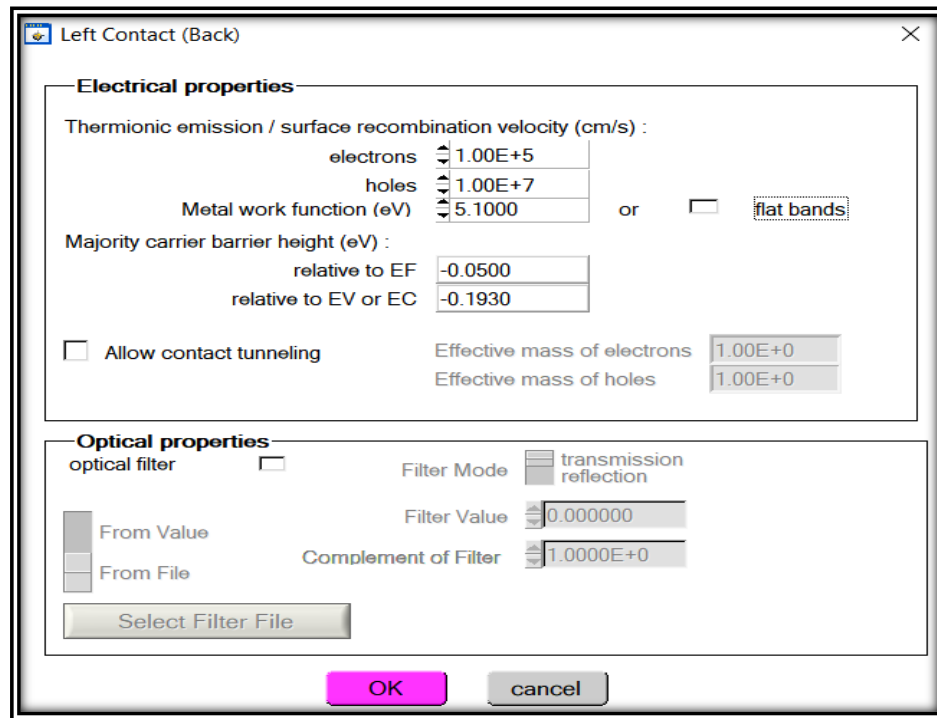 Left Contact (Back)
Electrical properties
Thermionic emission / surface recombination velocity (cm/s) :
electrons 1.00E+5
holes 1.00E+7
Metal work function (eV) 5.1000 or flat bands
Majority carrier barrier height (eV) :
relative to EF -0.0500
relative to EV or EC -0.1930
Allow contact tunneling Effective mass of electrons 1.00E+0
Effective mass of holes 1.00E+0
Optical properties
optical filter Filter Mode transmission
reflection
From Value Filter Value 0.000000
From File Complement of Filter 1.0000E+0
Select Filter File
OK cancel